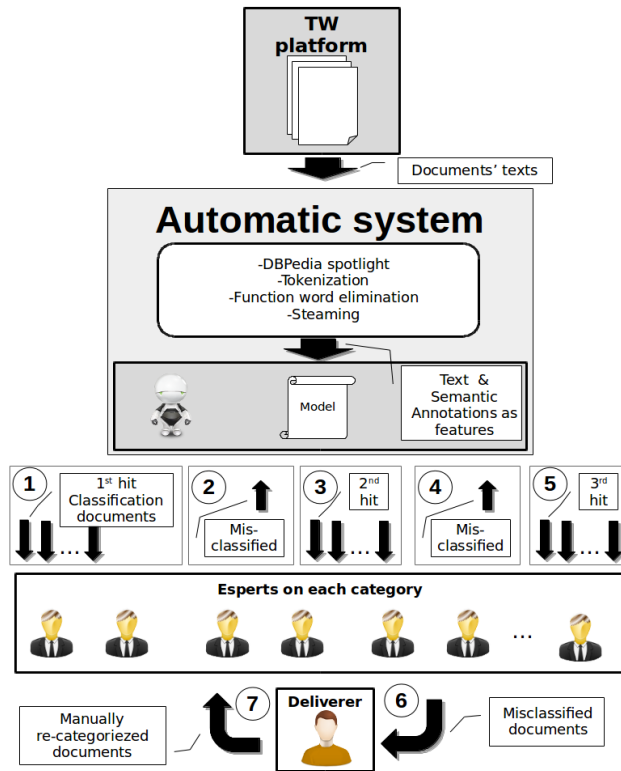 TW
platform
Documents’ texts
Automatic system
-DBPedia spotlight
-Tokenization
-Function word elimination
-Steaming
Model
Text &
Semantic
Annotations as
features
1
1st hit
Classification
documents
2
Mis-
classified
3
2nd
hit
4
Mis-
classified
5
3rd
hit
...
...
...
Esperts on each category
...
7
Deliverer
6
Manually
re-categoriezed
documents
Misclassified
documents